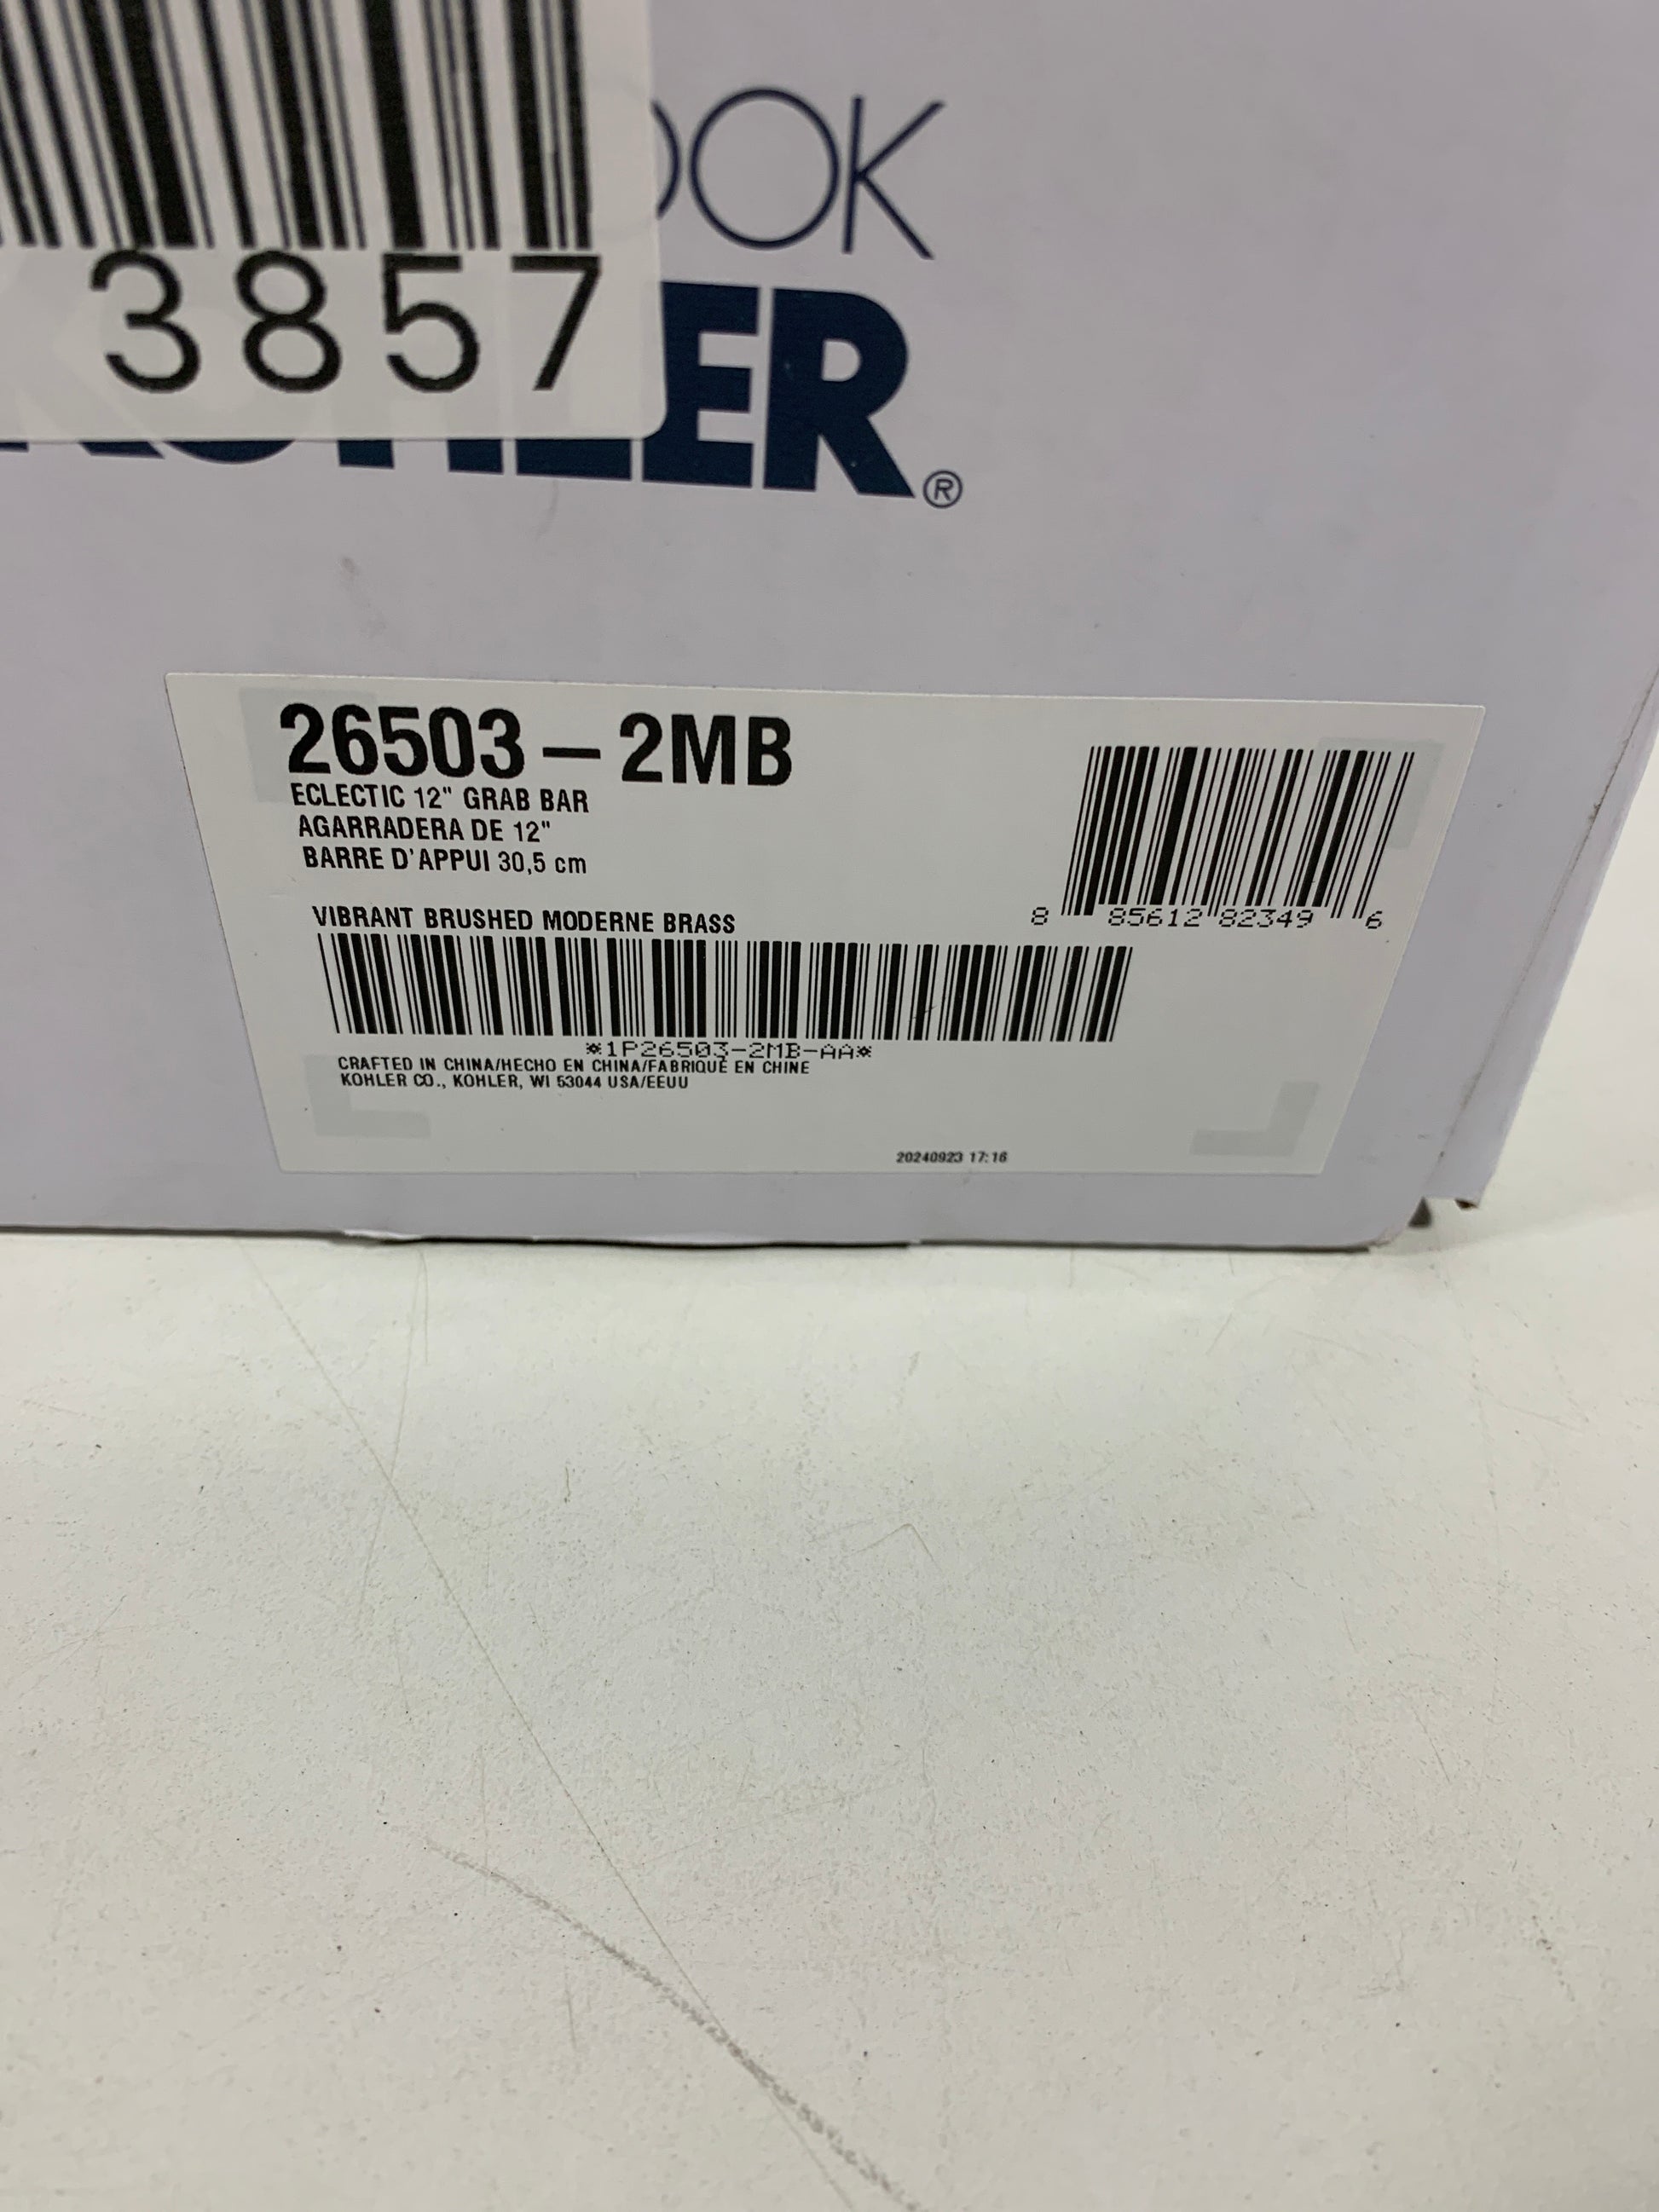 OOK
3857
KOHLER®
26503-2MB
ECLECTIC 12" GRAB BAR
AGARRADERA DE 12"
BARRE D'APPUI 30,5 cm
VIBRANT BRUSHED MODERNE BRASS
8 85612 82349 6
*1P26503-2MB-AA*
CRAFTED IN CHINA/HECHO EN CHINA/FABRIQUÉ EN CHINE
KOHLER CO., KOHLER, WI 53044 USA/EEUU
20240923 17:16